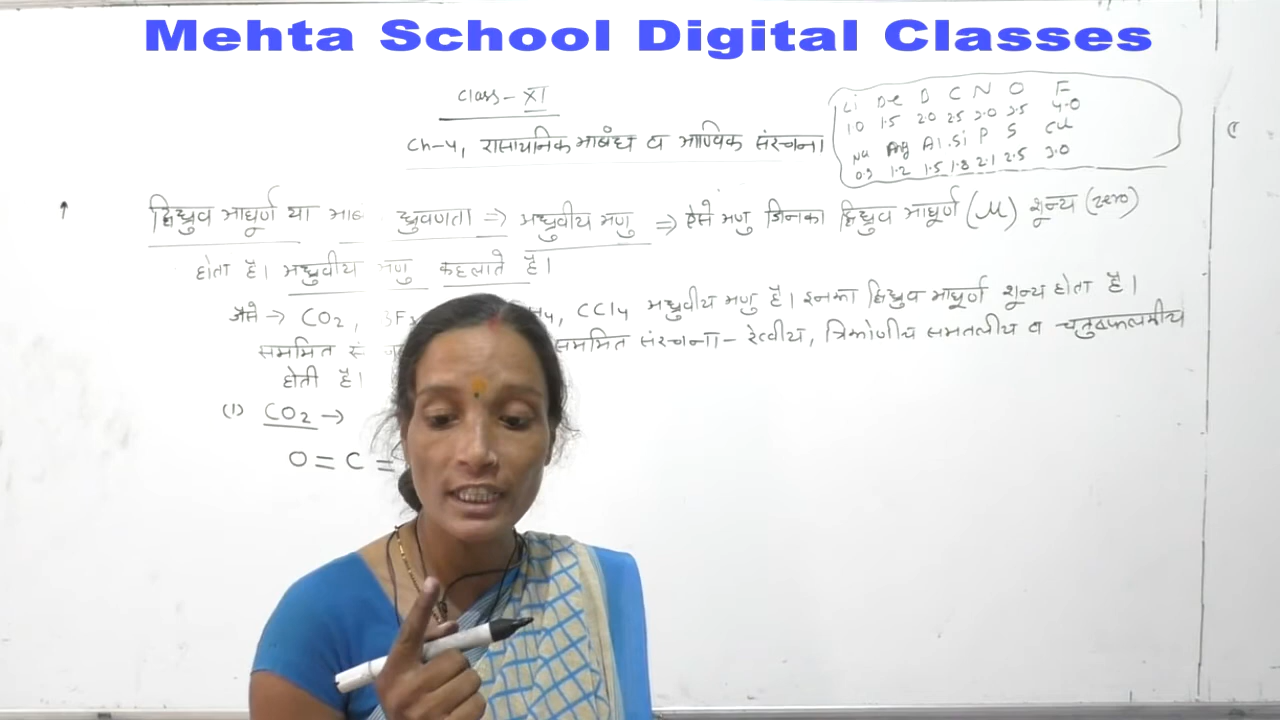 Mehta School Digital Classes
Class - XI
Ch-4, रासायनिक आबंध व आण्विक संरचना
Li Be B C N O F
1.0 1.5 2.0 2.5 3.0 3.5 4.0
Na Mg Al Si P S Cl
0.9 1.2 1.5 1.8 2.1 2.5 3.0
द्विध्रुव आघूर्ण या आब ध्रुवणता ⇒ अध्रुवीय अणु ⇒ ऐसे अणु जिनका द्विध्रुव आघूर्ण (μ) शून्य (zero)
होता है। अध्रुवीय अणु कहलाते है।
जैसे → CO2, CCl4 अध्रुवीय अणु है। इनका द्विध्रुव आघूर्ण शून्य होता है।
सममित सममित संरचना - रेखीय, त्रिकोणीय समतलीय व चतुष्फलकीय
होती है।
(1) CO2 →
O = C =